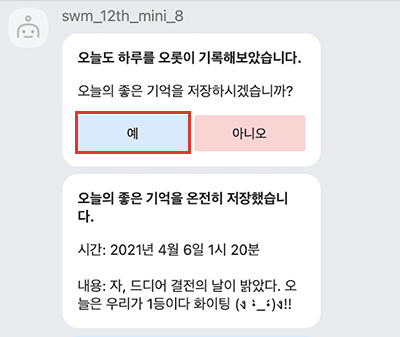 swm_12th_mini_8
오늘도 하루를 오롯이 기록해보았습니다.
오늘의 좋은 기억을 저장하시겠습니까?
예
아니오
오늘의 좋은 기억을 온전히 저장했습니
다.
시간: 2021년 4월 6일 1시 20분
내용: 자, 드디어 결전의 날이 밝았다. 오
늘은 우리가 1등이다 화이팅 (ง •̀_•́)ง!!